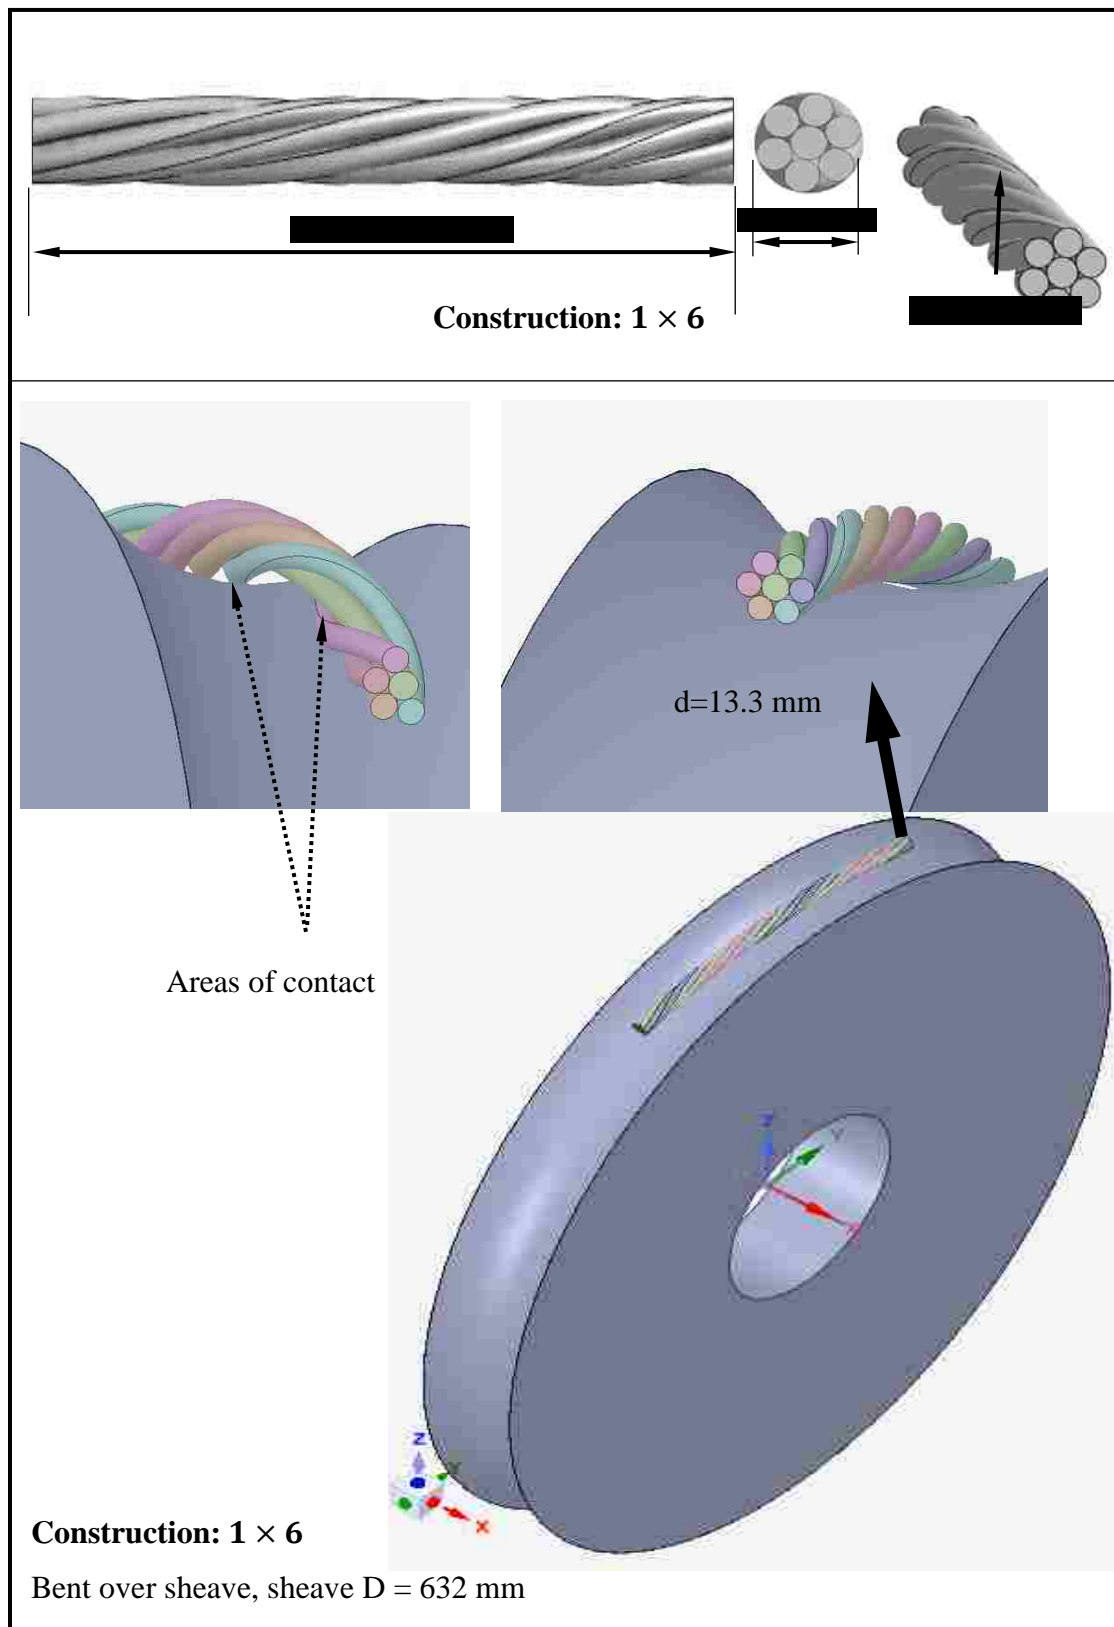 Construction: 1 × 6
d=13.3 mm
Areas of contact
Z
Y
X
Z
Y
X
Construction: 1 × 6
Bent over sheave, sheave D = 632 mm